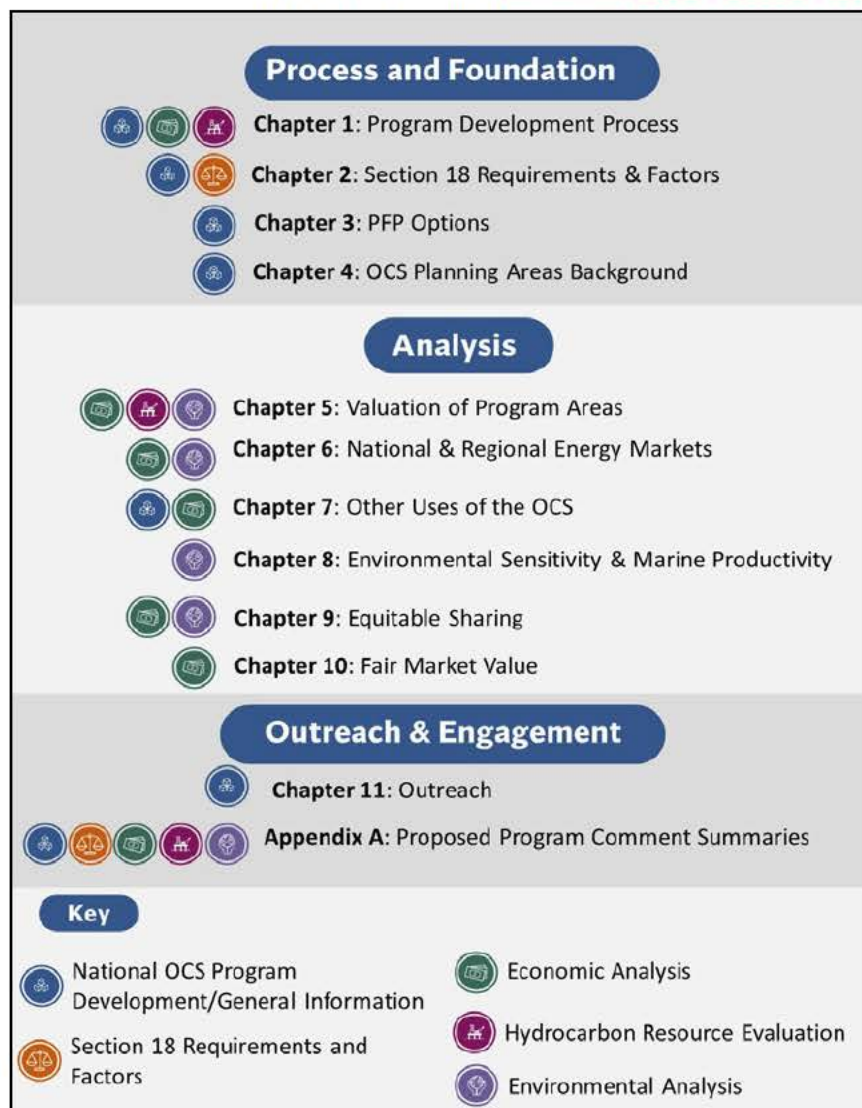 Process and Foundation
Chapter 1: Program Development Process
Chapter 2: Section 18 Requirements & Factors
Chapter 3: PFP Options
Chapter 4: OCS Planning Areas Background
Analysis
Chapter 5: Valuation of Program Areas
Chapter 6: National & Regional Energy Markets
Chapter 7: Other Uses of the OCS
Chapter 8: Environmental Sensitivity & Marine Productivity
Chapter 9: Equitable Sharing
Chapter 10: Fair Market Value
Outreach & Engagement
Chapter 11: Outreach
Appendix A: Proposed Program Comment Summaries
Key
National OCS Program
Development/General Information
Section 18 Requirements and
Factors
Economic Analysis
Hydrocarbon Resource Evaluation
Environmental Analysis